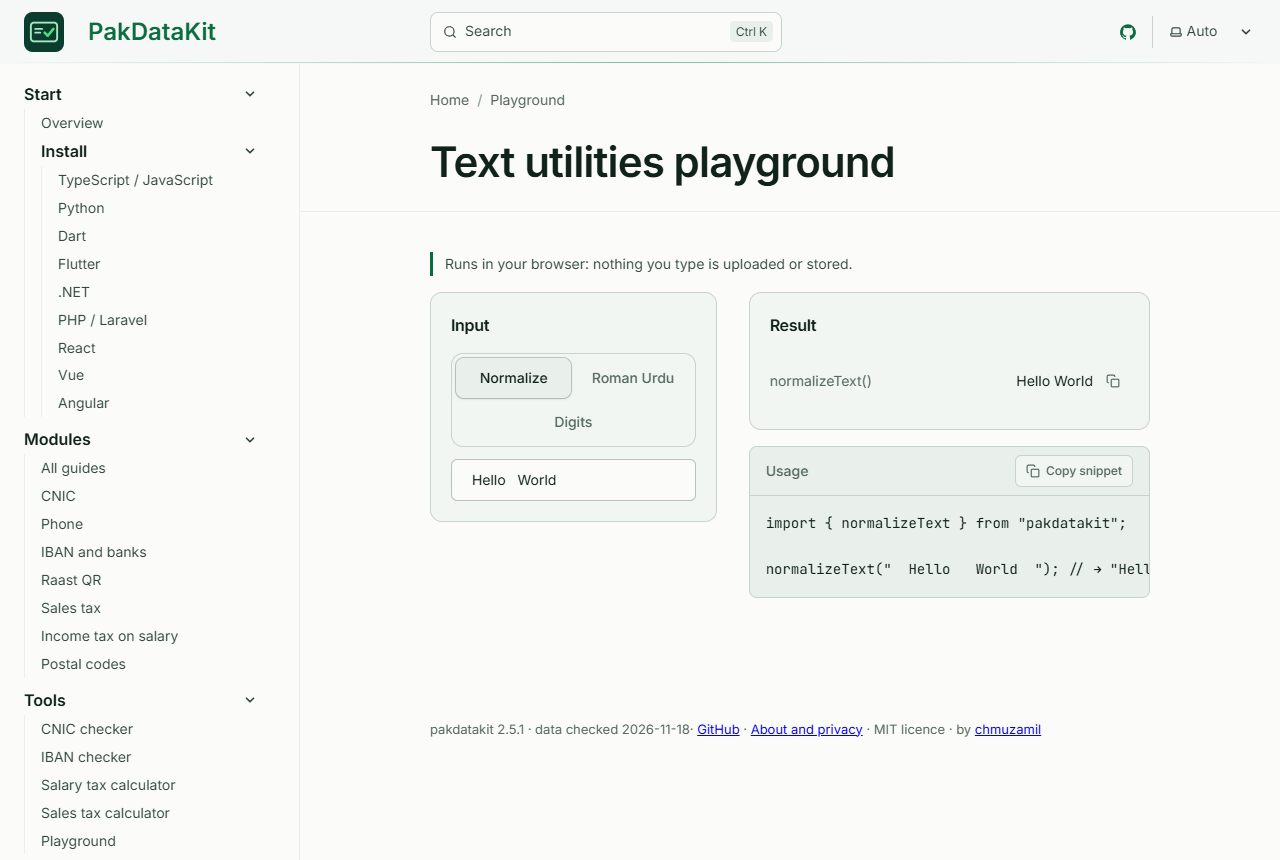 PakDataKit
Search
Ctrl K
Auto
Start
Overview
Install
TypeScript / JavaScript
Python
Dart
Flutter
.NET
PHP / Laravel
React
Vue
Angular
Modules
All guides
CNIC
Phone
IBAN and banks
Raast QR
Sales tax
Income tax on salary
Postal codes
Tools
CNIC checker
IBAN checker
Salary tax calculator
Sales tax calculator
Playground
Home / Playground
Text utilities playground
Runs in your browser: nothing you type is uploaded or stored.
Input
Normalize
Roman Urdu
Digits
Hello   World
Result
normalizeText()
Hello World
Usage
Copy snippet
import { normalizeText } from "pakdatakit";
normalizeText("  Hello   World  "); // → "Hell
pakdatakit 2.5.1 · data checked 2026-11-18· GitHub · About and privacy · MIT licence · by chmuzamil